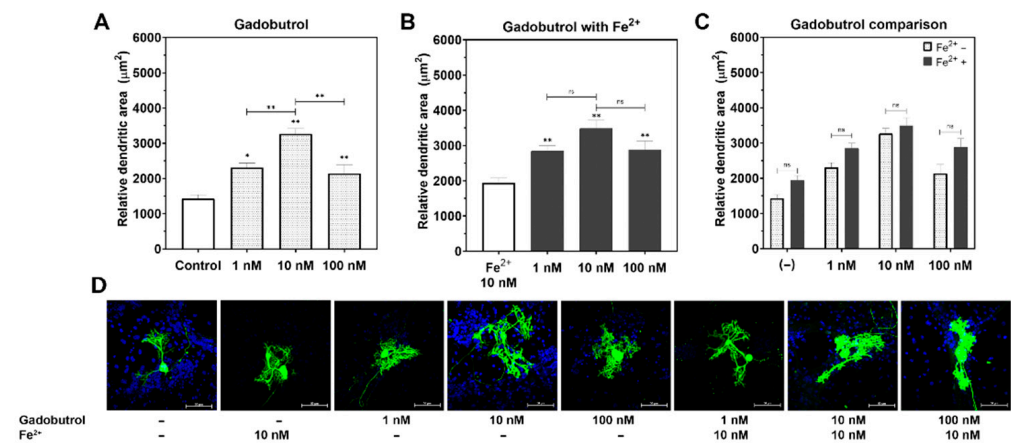 A
Gadobutrol
Relative dendritic area (μm²)
6000
5000
4000
3000
2000
1000
0
**
**
*
**
**
Control 1 nM 10 nM 100 nM
B
Gadobutrol with Fe²⁺
Relative dendritic area (μm²)
6000
5000
4000
3000
2000
1000
0
ns
ns
**
**
**
Fe²⁺ 1 nM 10 nM 100 nM
10 nM
C
Gadobutrol comparison
Relative dendritic area (μm²)
6000
5000
4000
3000
2000
1000
0
Fe²⁺ −
Fe²⁺ +
ns
ns
ns
ns
(−) 1 nM 10 nM 100 nM
D
Gadobutrol − − 1 nM 10 nM 100 nM 1 nM 10 nM 100 nM
Fe²⁺ − 10 nM − − − 10 nM 10 nM 10 nM